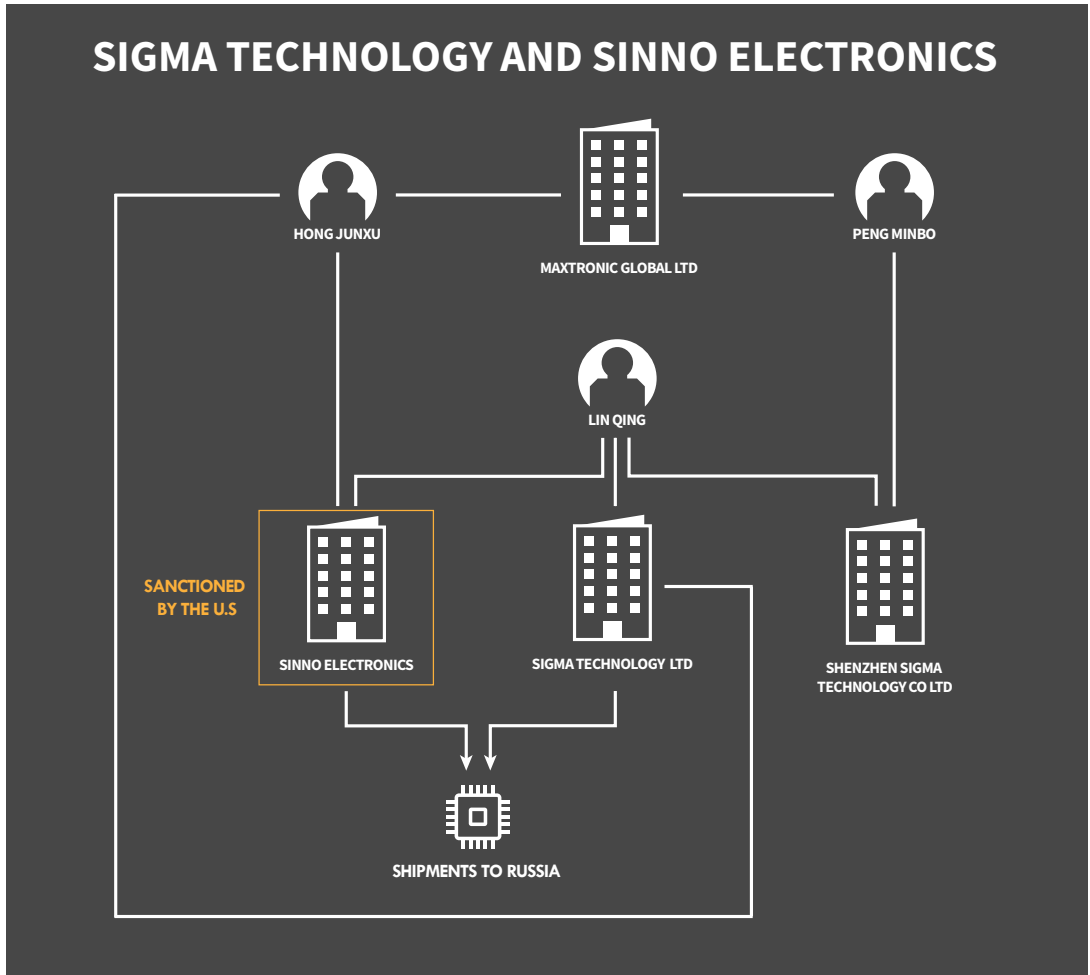 SIGMA TECHNOLOGY AND SINNO ELECTRONICS
HONG JUNXU
PENG MINBO
MAXTRONIC GLOBAL LTD
LIN QING
SANCTIONED
BY THE U.S
SINNO ELECTRONICS
SIGMA TECHNOLOGY LTD
SHENZHEN SIGMA
TECHNOLOGY CO LTD
SHIPMENTS TO RUSSIA